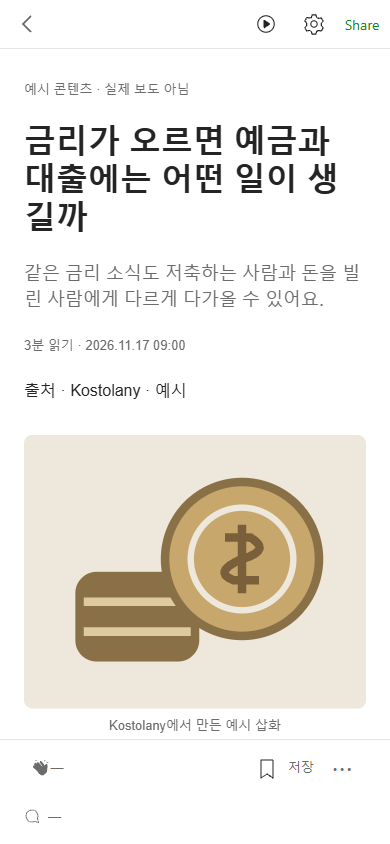 Share
예시 콘텐츠 · 실제 보도 아님
금리가 오르면 예금과
대출에는 어떤 일이 생
길까
같은 금리 소식도 저축하는 사람과 돈을 빌
린 사람에게 다르게 다가올 수 있어요.
3분 읽기 · 2026.11.17 09:00
출처 · Kostolany · 예시
Kostolany에서 만든 예시 삽화
—
저장
—